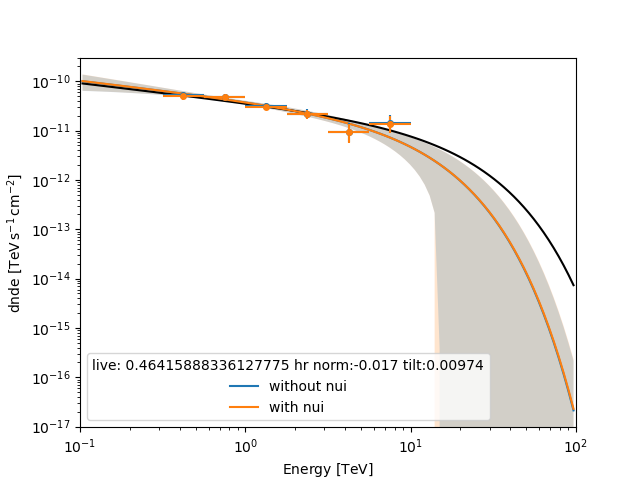 10⁻¹⁰
10⁻¹¹
10⁻¹²
10⁻¹³
10⁻¹⁴
10⁻¹⁵
10⁻¹⁶
10⁻¹⁷
dnde [TeV s⁻¹ cm⁻²]
live: 0.46415888336127775 hr norm:-0.017 tilt:0.00974
without nui
with nui
10⁻¹ 10⁰ 10¹ 10²
Energy [TeV]